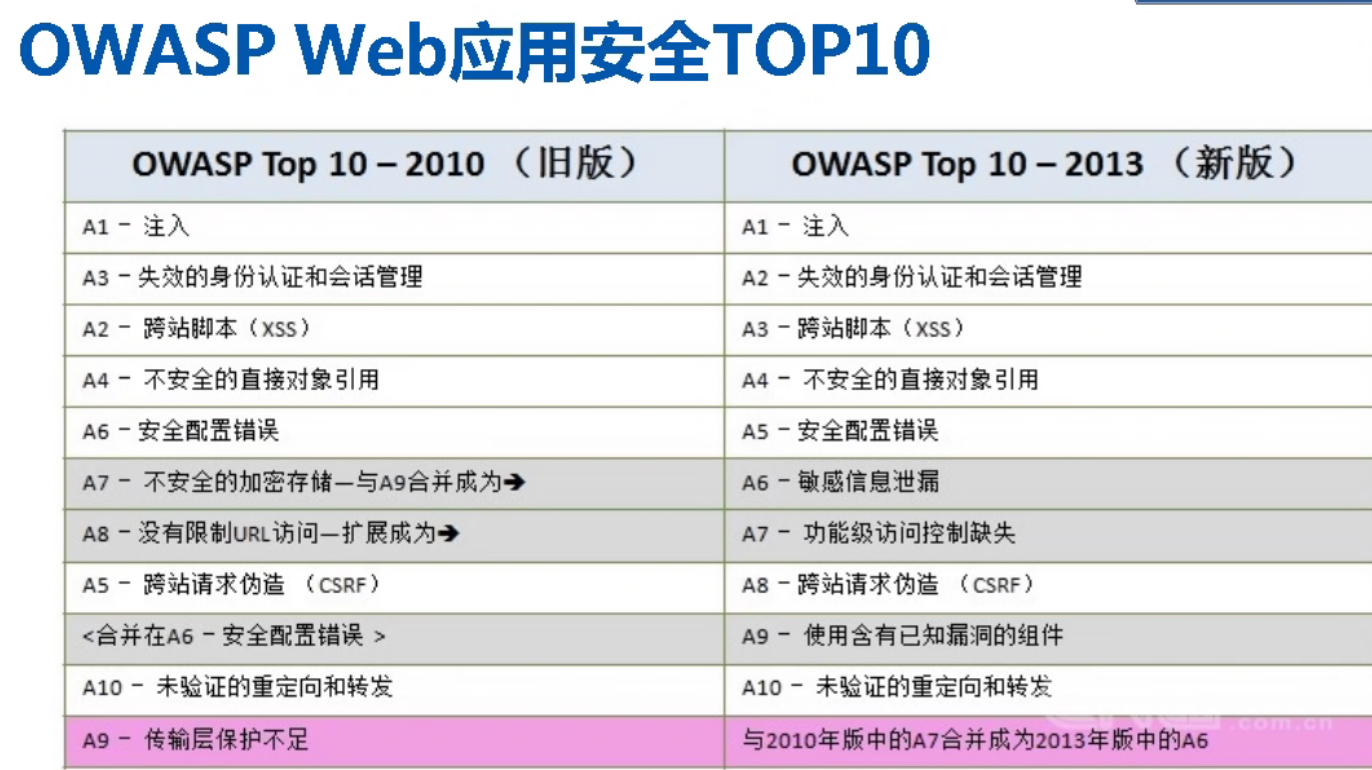 OWASP Web应用安全TOP10
OWASP Top 10 – 2010 （旧版）
OWASP Top 10 – 2013 （新版）
A1 – 注入
A1 – 注入
A3 – 失效的身份认证和会话管理
A2 – 失效的身份认证和会话管理
A2 – 跨站脚本（XSS）
A3 – 跨站脚本（XSS）
A4 – 不安全的直接对象引用
A4 – 不安全的直接对象引用
A6 – 安全配置错误
A5 – 安全配置错误
A7 – 不安全的加密存储—与A9合并成为➔
A6 – 敏感信息泄漏
A8 – 没有限制URL访问—扩展成为➔
A7 – 功能级访问控制缺失
A5 – 跨站请求伪造 （CSRF）
A8 – 跨站请求伪造 （CSRF）
<合并在A6 – 安全配置错误 >
A9 – 使用含有已知漏洞的组件
A10 – 未验证的重定向和转发
A10 – 未验证的重定向和转发
A9 – 传输层保护不足
与2010年版中的A7合并成为2013年版中的A6
.com.cn